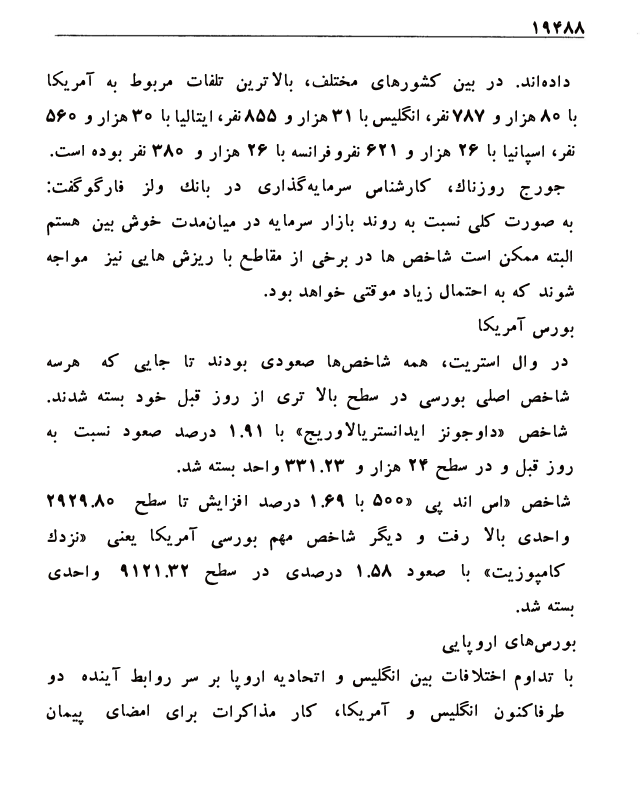 ۱۹۴۸۸
داده‌اند. در بین کشورهای مختلف، بالاترین تلفات مربوط به آمریکا
با ۸۰ هزار و ۷۸۷ نفر، انگلیس با ۳۱ هزار و ۸۵۵ نفر، ایتالیا با ۳۰ هزار و ۵۶۰
نفر، اسپانیا با ۲۶ هزار و ۶۲۱ نفرو فرانسه با ۲۶ هزار و ۳۸۰ نفر بوده است.
جورج روزناك، کارشناس سرمایه‌گذاری در بانك ولز فارگوگفت:
به صورت کلی نسبت به روند بازار سرمایه در میان‌مدت خوش بین هستم
البته ممکن است شاخص ها در برخی از مقاطع با ریزش هایی نیز مواجه
شوند که به احتمال زیاد موقتی خواهد بود.
بورس آمریکا
در وال استریت، همه شاخص‌ها صعودی بودند تا جایی که هرسه
شاخص اصلی بورسی در سطح بالا تری از روز قبل خود بسته شدند.
شاخص «داوجونز ایدانستریالاوریج» با ۱.۹۱ درصد صعود نسبت به
روز قبل و در سطح ۲۴ هزار و ۳۳۱.۲۳ واحد بسته شد.
شاخص «اس اند پی «۵۰۰ با ۱.۶۹ درصد افزایش تا سطح ۲۹۲۹.۸۰
واحدی بالا رفت و دیگر شاخص مهم بورسی آمریکا یعنی «نزدك
کامپوزیت» با صعود ۱.۵۸ درصدی در سطح ۹۱۲۱.۳۲ واحدی
بسته شد.
بورس‌های اروپایی
با تداوم اختلافات بین انگلیس و اتحادیه اروپا بر سر روابط آینده دو
طرفاکنون انگلیس و آمریکا، کار مذاکرات برای امضای پیمان